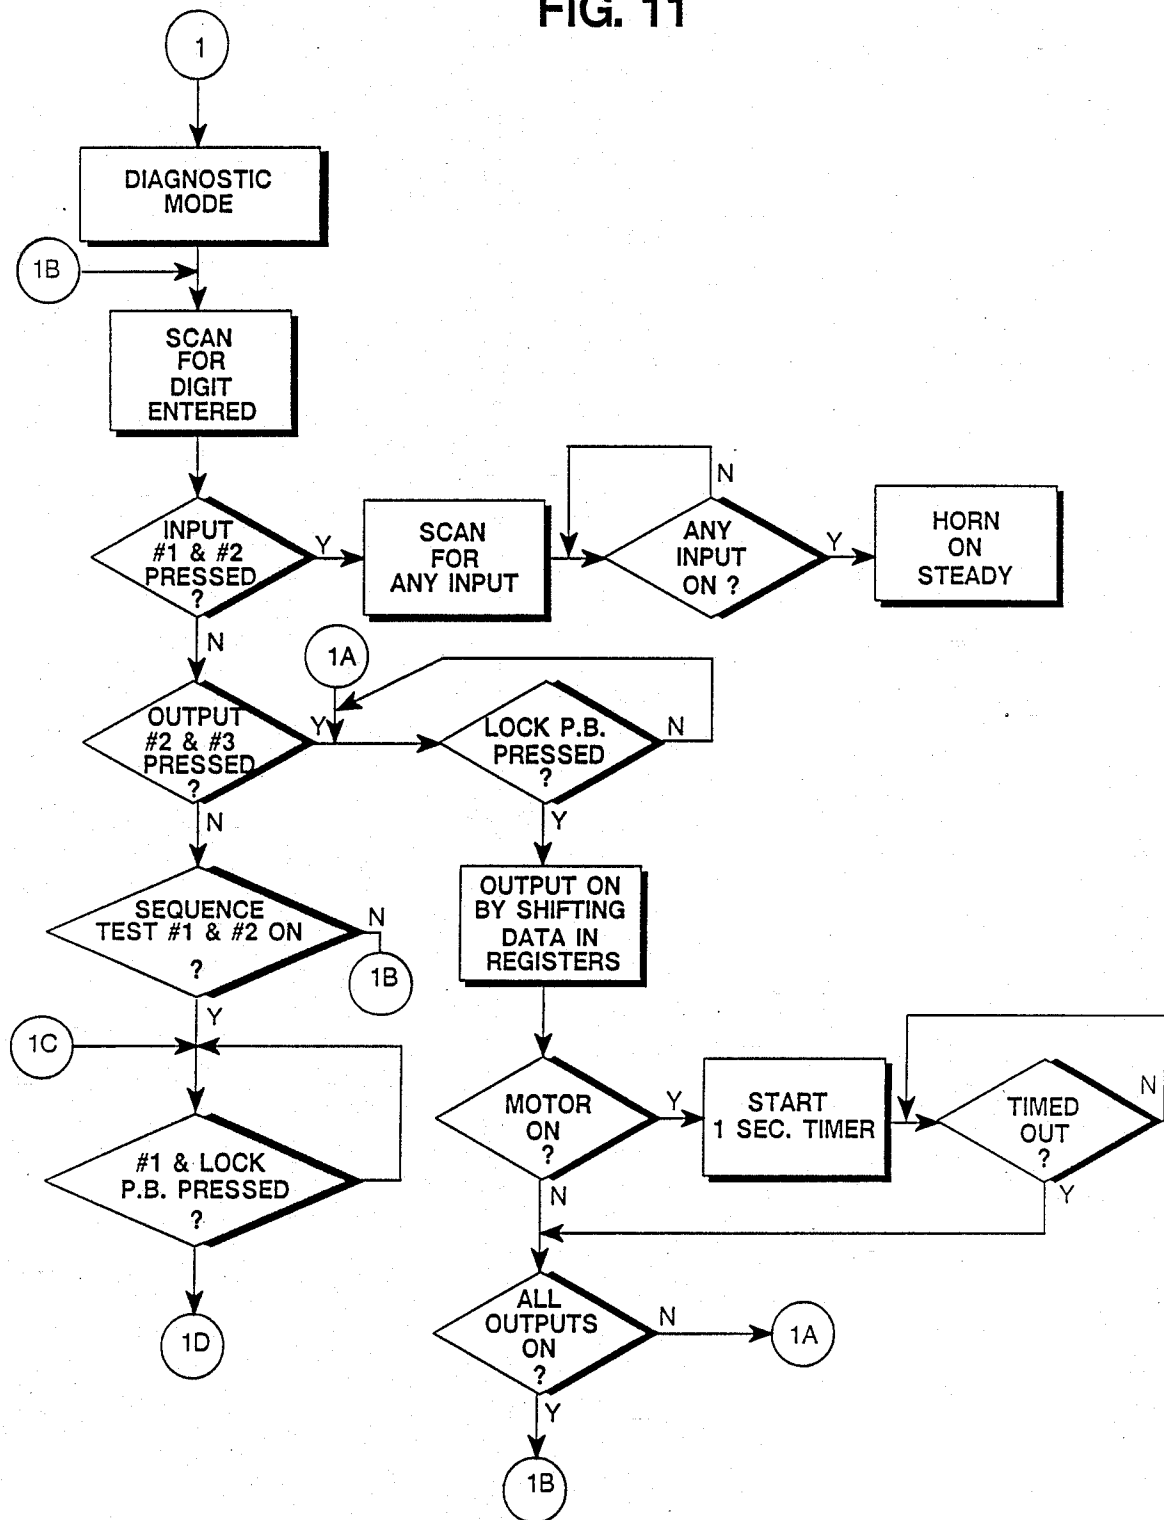 FIG. 11
1
DIAGNOSTIC
MODE
1B
SCAN
FOR
DIGIT
ENTERED
INPUT
#1 & #2
PRESSED
?
Y
SCAN
FOR
ANY INPUT
N
ANY
INPUT
ON ?
Y
HORN
ON
STEADY
N
1A
OUTPUT
#2 & #3
PRESSED
?
Y
LOCK P.B.
PRESSED
?
N
N
Y
SEQUENCE
TEST #1 & #2 ON
?
N
1B
OUTPUT ON
BY SHIFTING
DATA IN
REGISTERS
Y
1C
#1 & LOCK
P.B. PRESSED
?
1D
MOTOR
ON
?
Y
START
1 SEC. TIMER
TIMED
OUT
?
N
Y
N
ALL
OUTPUTS
ON
?
N
1A
Y
1B